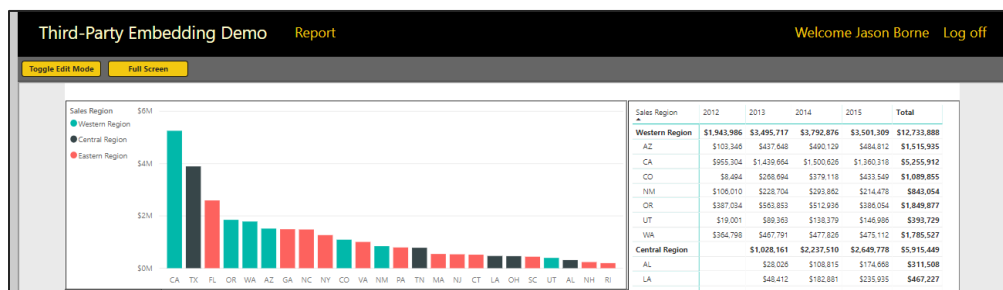 Third-Party Embedding Demo Report Welcome Jason Borne Log off
Toggle Edit Mode Full Screen
Sales Region
Western Region
Central Region
Eastern Region
$6M
$4M
$2M
$0M
CA TX FL OR WA AZ GA NC NY CO VA NM PA TN MA NJ CT LA OH SC UT AL NH RI
Sales Region 2012 2013 2014 2015 Total
Western Region $1,943,986 $3,495,717 $3,792,876 $3,501,309 $12,733,888
AZ $103,346 $437,648 $490,129 $484,812 $1,515,935
CA $955,304 $1,439,664 $1,500,626 $1,360,318 $5,255,912
CO $8,494 $268,694 $379,118 $433,549 $1,089,855
NM $106,010 $228,704 $293,862 $214,478 $843,054
OR $387,034 $563,853 $512,936 $386,054 $1,849,877
UT $19,001 $89,363 $138,379 $146,986 $393,729
WA $364,798 $467,791 $477,826 $475,112 $1,785,527
Central Region $1,028,161 $2,237,510 $2,649,778 $5,915,449
AL $28,026 $108,815 $174,668 $311,508
LA $48,412 $182,881 $235,935 $467,227